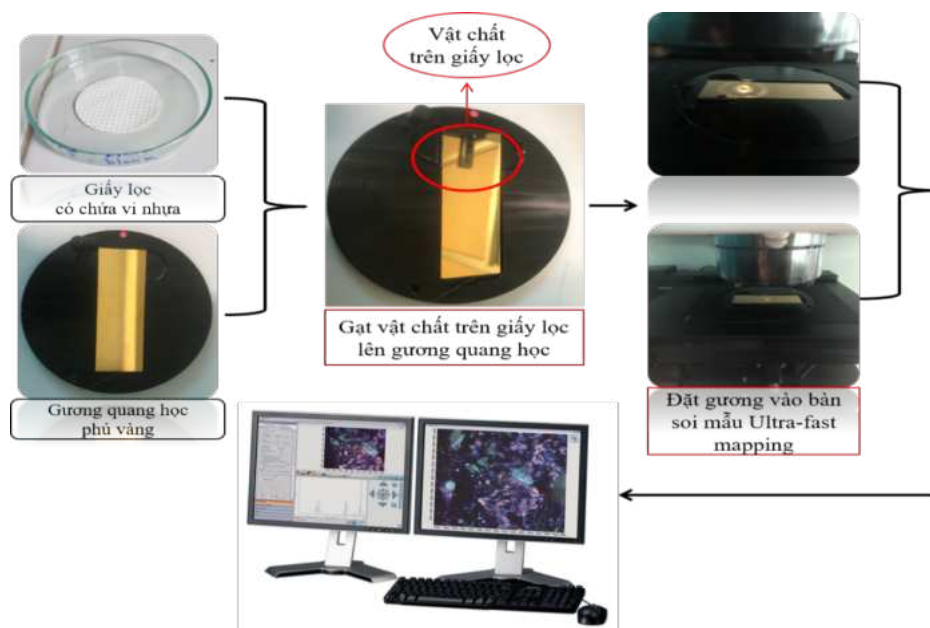 Vật chất
trên giấy lọc
Giấy lọc
có chứa vi nhựa
Gạt vật chất trên giấy lọc
lên gương quang học
Gương quang học
phủ vàng
Đặt gương vào bàn
soi mẫu Ultra-fast
mapping